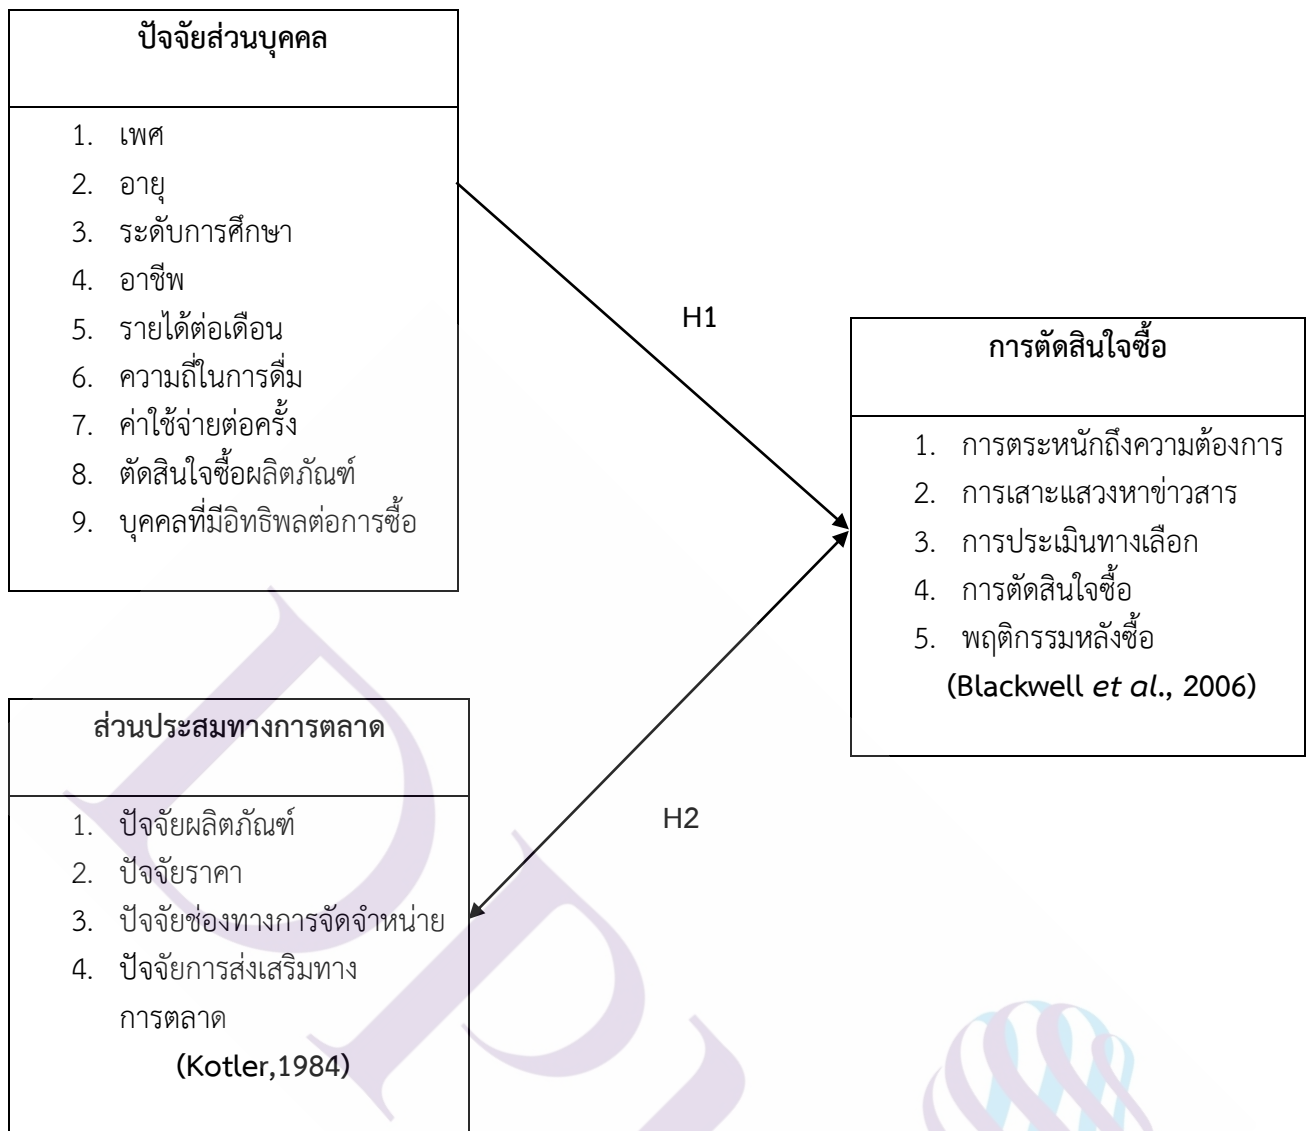 ปัจจัยส่วนบุคคล
1. เพศ
2. อายุ
3. ระดับการศึกษา
4. อาชีพ
5. รายได้ต่อเดือน
6. ความถี่ในการดื่ม
7. ค่าใช้จ่ายต่อครั้ง
8. ตัดสินใจซื้อผลิตภัณฑ์
9. บุคคลที่มีอิทธิพลต่อการซื้อ
H1
การตัดสินใจซื้อ
1. การตระหนักถึงความต้องการ
2. การเสาะแสวงหาข่าวสาร
3. การประเมินทางเลือก
4. การตัดสินใจซื้อ
5. พฤติกรรมหลังซื้อ
(Blackwell et al., 2006)
ส่วนประสมทางการตลาด
1. ปัจจัยผลิตภัณฑ์
2. ปัจจัยราคา
3. ปัจจัยช่องทางการจัดจำหน่าย
4. ปัจจัยการส่งเสริมทาง
การตลาด
(Kotler,1984)
H2